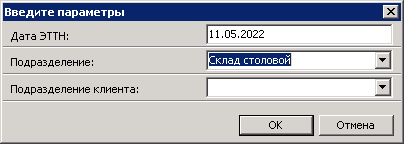 Введите параметры
Дата ЭТТН: 11.05.2022
Подразделение: Склад столовой
Подразделение клиента:
OK Отмена